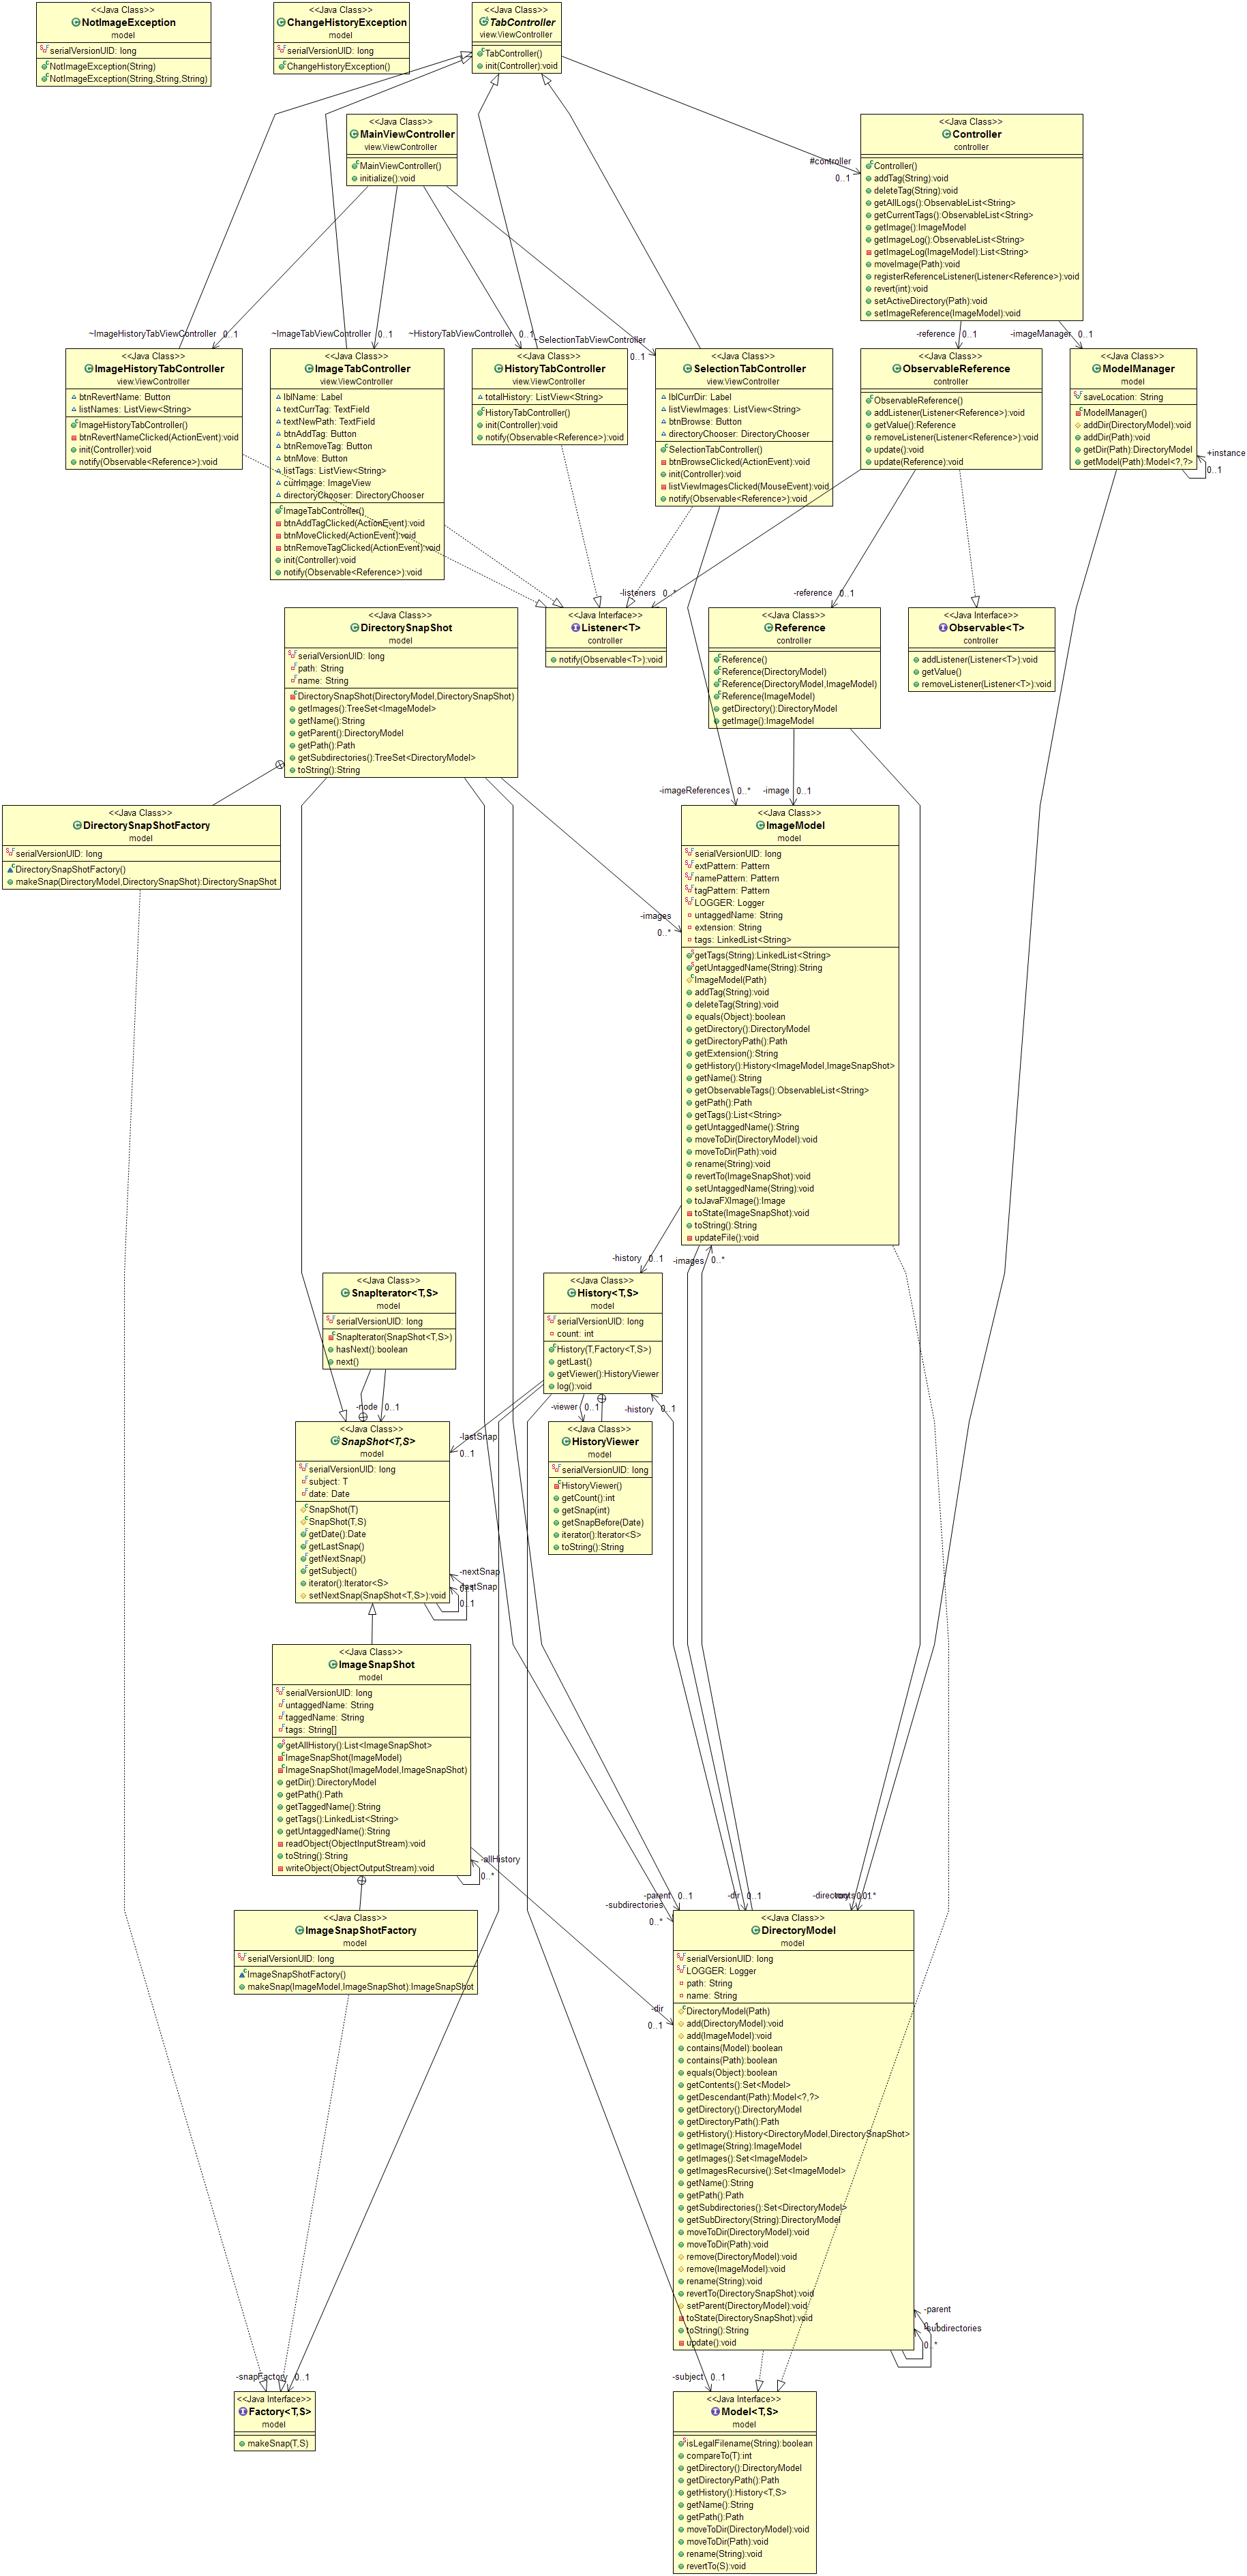 <<Java Class>>
NotImageException
model
serialVersionUID: long
NotImageException(String)
NotImageException(String,String,String)
<<Java Class>>
ChangeHistoryException
model
serialVersionUID: long
ChangeHistoryException()
<<Java Class>>
TabController
view.ViewController
TabController()
init(Controller):void
<<Java Class>>
MainViewController
view.ViewController
MainViewController()
initialize():void
<<Java Class>>
Controller
controller
Controller()
addTag(String):void
deleteTag(String):void
getAllLogs():ObservableList<String>
getCurrentTags():ObservableList<String>
getImage():ImageModel
getImageLog():ObservableList<String>
getImageLog(ImageModel):List<String>
moveImage(Path):void
registerReferenceListener(Listener<Reference>):void
revert(int):void
setActiveDirectory(Path):void
setImageReference(ImageModel):void
#controller
0..1
~ImageHistoryTabViewController 0..1
~ImageTabViewController 0..1
~HistoryTabViewController 0..1
~SelectionTabViewController
0..1
-reference 0..1
-imageManager 0..1
<<Java Class>>
ImageHistoryTabController
view.ViewController
btnRevertName: Button
listNames: ListView<String>
ImageHistoryTabController()
btnRevertNameClicked(ActionEvent):void
init(Controller):void
notify(Observable<Reference>):void
<<Java Class>>
ImageTabController
view.ViewController
lblName: Label
textCurrTag: TextField
textNewPath: TextField
btnAddTag: Button
btnRemoveTag: Button
btnMove: Button
listTags: ListView<String>
currImage: ImageView
directoryChooser: DirectoryChooser
ImageTabController()
btnAddTagClicked(ActionEvent):void
btnMoveClicked(ActionEvent):void
btnRemoveTagClicked(ActionEvent):void
init(Controller):void
notify(Observable<Reference>):void
<<Java Class>>
HistoryTabController
view.ViewController
totalHistory: ListView<String>
HistoryTabController()
init(Controller):void
notify(Observable<Reference>):void
<<Java Class>>
SelectionTabController
view.ViewController
lblCurrDir: Label
listViewImages: ListView<String>
btnBrowse: Button
directoryChooser: DirectoryChooser
SelectionTabController()
btnBrowseClicked(ActionEvent):void
init(Controller):void
listViewImagesClicked(MouseEvent):void
notify(Observable<Reference>):void
<<Java Class>>
ObservableReference
controller
ObservableReference()
addListener(Listener<Reference>):void
getValue():Reference
removeListener(Listener<Reference>):void
update():void
update(Reference):void
<<Java Class>>
ModelManager
model
saveLocation: String
ModelManager()
addDir(DirectoryModel):void
addDir(Path):void
getDir(Path):DirectoryModel
getModel(Path):Model<?,?>
+instance
0..1
-listeners 0..*
-reference 0..1
<<Java Class>>
DirectorySnapShot
model
serialVersionUID: long
path: String
name: String
DirectorySnapShot(DirectoryModel,DirectorySnapShot)
getImages():TreeSet<ImageModel>
getName():String
getParent():DirectoryModel
getPath():Path
getSubdirectories():TreeSet<DirectoryModel>
toString():String
<<Java Interface>>
Listener<T>
controller
notify(Observable<T>):void
<<Java Class>>
Reference
controller
Reference()
Reference(DirectoryModel)
Reference(DirectoryModel,ImageModel)
Reference(ImageModel)
getDirectory():DirectoryModel
getImage():ImageModel
<<Java Interface>>
Observable<T>
controller
addListener(Listener<T>):void
getValue()
removeListener(Listener<T>):void
-imageReferences 0..*
-image 0..1
<<Java Class>>
DirectorySnapShotFactory
model
serialVersionUID: long
DirectorySnapShotFactory()
makeSnap(DirectoryModel,DirectorySnapShot):DirectorySnapShot
-images
0..*
<<Java Class>>
ImageModel
model
serialVersionUID: long
extPattern: Pattern
namePattern: Pattern
tagPattern: Pattern
LOGGER: Logger
untaggedName: String
extension: String
tags: LinkedList<String>
getTags(String):LinkedList<String>
getUntaggedName(String):String
ImageModel(Path)
addTag(String):void
deleteTag(String):void
equals(Object):boolean
getDirectory():DirectoryModel
getDirectoryPath():Path
getExtension():String
getHistory():History<ImageModel,ImageSnapShot>
getName():String
getObservableTags():ObservableList<String>
getPath():Path
getTags():List<String>
getUntaggedName():String
moveToDir(DirectoryModel):void
moveToDir(Path):void
rename(String):void
revertTo(ImageSnapShot):void
setUntaggedName(String):void
toJavaFXImage():Image
toState(ImageSnapShot):void
toString():String
updateFile():void
-history 0..1
-images 0..*
<<Java Class>>
SnapIterator<T,S>
model
serialVersionUID: long
SnapIterator(SnapShot<T,S>)
hasNext():boolean
next()
<<Java Class>>
History<T,S>
model
serialVersionUID: long
count: int
History(T,Factory<T,S>)
getLast()
getViewer():HistoryViewer
log():void
-node 0..1
-viewer 0..1
-history 0..1
-lastSnap
0..1
<<Java Class>>
SnapShot<T,S>
model
serialVersionUID: long
subject: T
date: Date
SnapShot(T)
SnapShot(T,S)
getDate():Date
getLastSnap()
getNextSnap()
getSubject()
iterator():Iterator<S>
setNextSnap(SnapShot<T,S>):void
<<Java Class>>
HistoryViewer
model
serialVersionUID: long
HistoryViewer()
getCount():int
getSnap(int)
getSnapBefore(Date)
iterator():Iterator<S>
toString():String
-nextSnap
-lastSnap
0..1
<<Java Class>>
ImageSnapShot
model
serialVersionUID: long
untaggedName: String
taggedName: String
tags: String[]
getAllHistory():List<ImageSnapShot>
ImageSnapShot(ImageModel)
ImageSnapShot(ImageModel,ImageSnapShot)
getDir():DirectoryModel
getPath():Path
getTaggedName():String
getTags():LinkedList<String>
getUntaggedName():String
readObject(ObjectInputStream):void
toString():String
writeObject(ObjectOutputStream):void
-allHistory
0..*
-parent 0..1
-subdirectories
0..*
-dir 0..1
-directory
<<Java Class>>
ImageSnapShotFactory
model
serialVersionUID: long
ImageSnapShotFactory()
makeSnap(ImageModel,ImageSnapShot):ImageSnapShot
-dir
0..1
<<Java Class>>
DirectoryModel
model
serialVersionUID: long
LOGGER: Logger
path: String
name: String
DirectoryModel(Path)
add(DirectoryModel):void
add(ImageModel):void
contains(Model):boolean
contains(Path):boolean
equals(Object):boolean
getContents():Set<Model>
getDescendant(Path):Model<?,?>
getDirectory():DirectoryModel
getDirectoryPath():Path
getHistory():History<DirectoryModel,DirectorySnapShot>
getImage(String):ImageModel
getImages():Set<ImageModel>
getImagesRecursive():Set<ImageModel>
getName():String
getPath():Path
getSubdirectories():Set<DirectoryModel>
getSubDirectory(String):DirectoryModel
moveToDir(DirectoryModel):void
moveToDir(Path):void
remove(DirectoryModel):void
remove(ImageModel):void
rename(String):void
revertTo(DirectorySnapShot):void
setParent(DirectoryModel):void
toState(DirectorySnapShot):void
toString():String
update():void
-parent
0..1
-subdirectories
0..*
-snapFactory 0..1
-subject 0..1
<<Java Interface>>
Factory<T,S>
model
makeSnap(T,S)
<<Java Interface>>
Model<T,S>
model
isLegalFilename(String):boolean
compareTo(T):int
getDirectory():DirectoryModel
getDirectoryPath():Path
getHistory():History<T,S>
getName():String
getPath():Path
moveToDir(DirectoryModel):void
moveToDir(Path):void
rename(String):void
revertTo(S):void